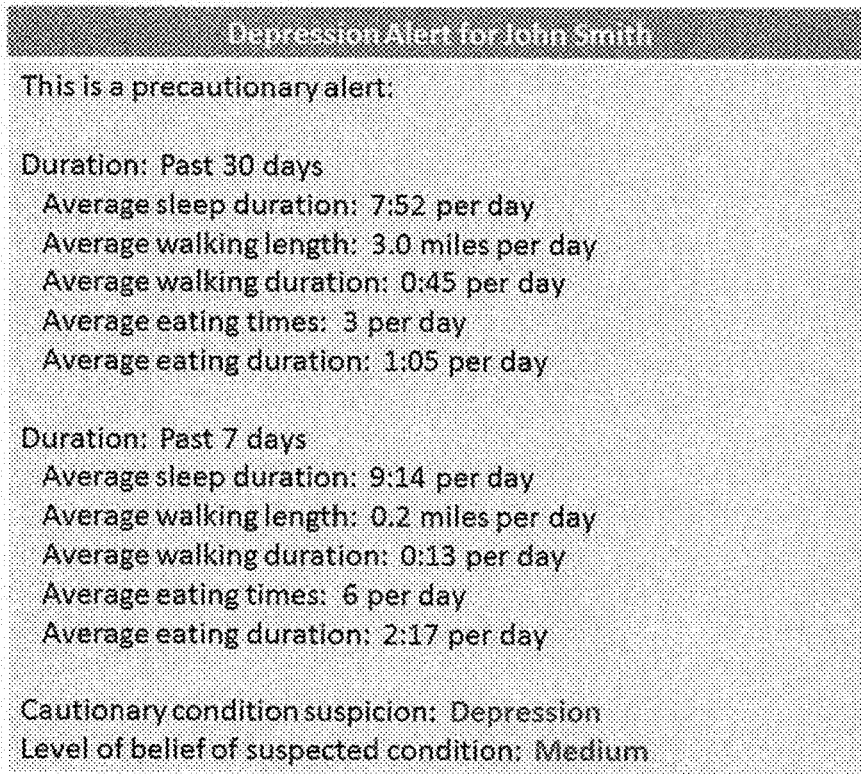 Depression Alert for John Smith
This is a precautionary alert:
Duration: Past 30 days
Average sleep duration: 7:52 per day
Average walking length: 3.0 miles per day
Average walking duration: 0:45 per day
Average eating times: 3 per day
Average eating duration: 1:05 per day
Duration: Past 7 days
Average sleep duration: 9:14 per day
Average walking length: 0.2 miles per day
Average walking duration: 0:13 per day
Average eating times: 6 per day
Average eating duration: 2:17 per day
Cautionary condition suspicion: Depression
Level of belief of suspected condition: Medium